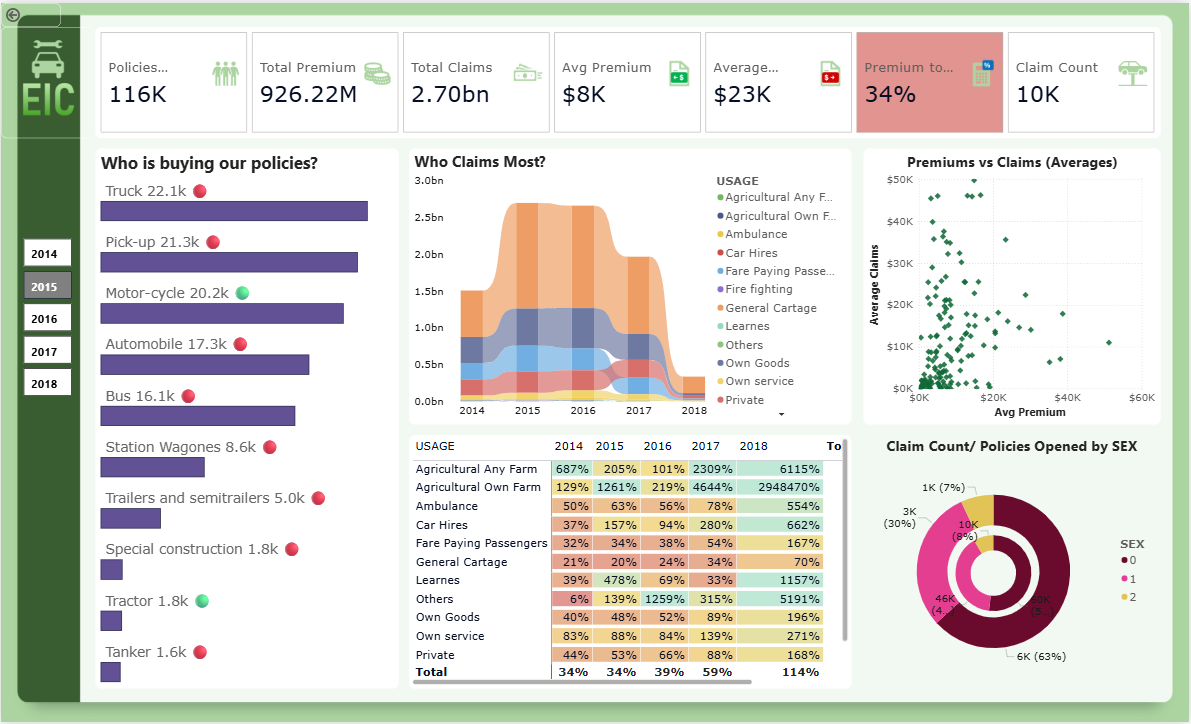 EIC
2014
2015
2016
2017
2018
Policies...
116K
Total Premium
926.22M
Total Claims
2.70bn
Avg Premium
$8K
Average...
$23K
Premium to...
34%
Claim Count
10K
Who is buying our policies?
Truck 22.1k
Pick-up 21.3k
Motor-cycle 20.2k
Automobile 17.3k
Bus 16.1k
Station Wagones 8.6k
Trailers and semitrailers 5.0k
Special construction 1.8k
Tractor 1.8k
Tanker 1.6k
Who Claims Most?
3.0bn
2.5bn
2.0bn
1.5bn
1.0bn
0.5bn
0.0bn
2014 2015 2016 2017 2018
USAGE
Agricultural Any F...
Agricultural Own F...
Ambulance
Car Hires
Fare Paying Passe...
Fire fighting
General Cartage
Learnes
Others
Own Goods
Own service
Private
Premiums vs Claims (Averages)
Average Claims
$50K
$40K
$30K
$20K
$10K
$0K
$0K $20K $40K $60K
Avg Premium
USAGE 2014 2015 2016 2017 2018 To
Agricultural Any Farm 687% 205% 101% 2309% 6115%
Agricultural Own Farm 129% 1261% 219% 4644% 2948470%
Ambulance 50% 63% 56% 78% 554%
Car Hires 37% 157% 94% 280% 662%
Fare Paying Passengers 32% 34% 38% 54% 167%
General Cartage 21% 20% 24% 34% 70%
Learnes 39% 478% 69% 33% 1157%
Others 6% 139% 1259% 315% 5191%
Own Goods 40% 48% 52% 89% 196%
Own service 83% 88% 84% 139% 271%
Private 44% 53% 66% 88% 168%
Total 34% 34% 39% 59% 114%
Claim Count/ Policies Opened by SEX
1K (7%)
3K
(30%)
10K
(8%)
46K
(4...)
6K (63%)
SEX
0
1
2